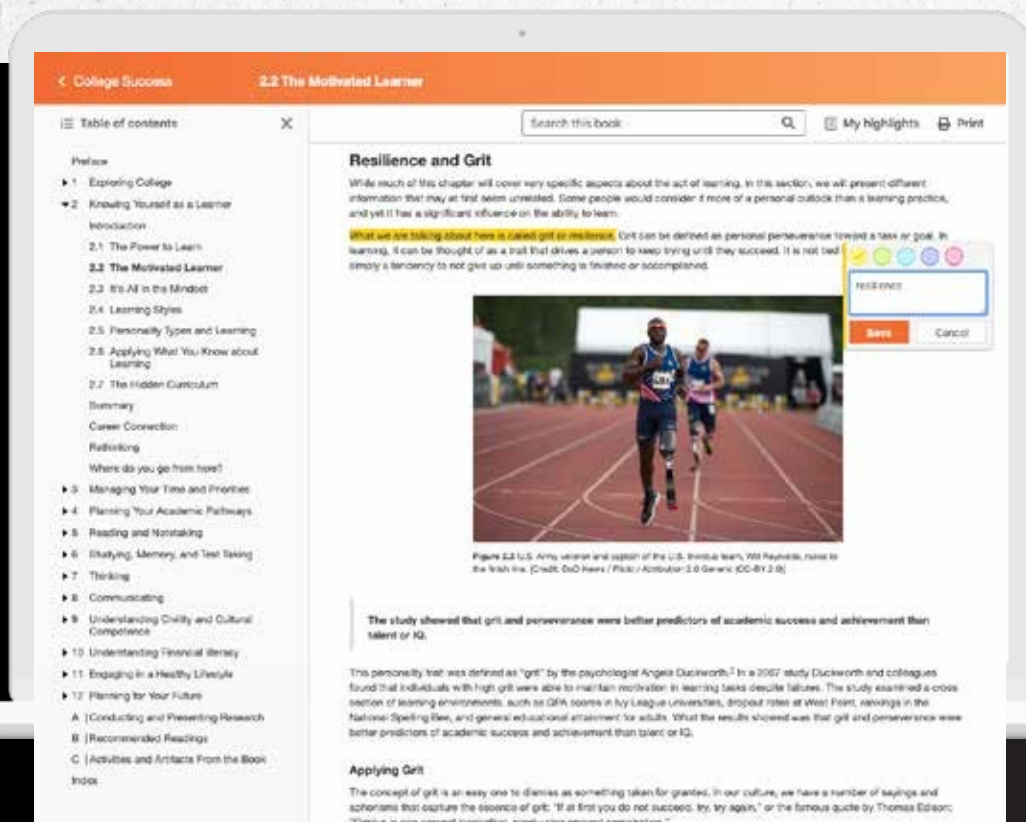 College Success
2.2 The Motivated Learner
Table of contents
Search this book
My highlights
Print
Preface
1 Exploring College
2 Knowing Yourself as a Learner
Introduction
2.1 The Power to Learn
2.2 The Motivated Learner
2.3 It's All in the Mindset
2.4 Learning Styles
2.5 Personality Types and Learning
2.6 Applying What You Know about
Learning
2.7 The Hidden Curriculum
Summary
Career Connection
Rethinking
Where do you go from here?
3 Managing Your Time and Priorities
4 Planning Your Academic Pathways
5 Reading and Notetaking
6 Studying, Memory, and Test Taking
7 Thinking
8 Communicating
9 Understanding Civility and Cultural
Competence
10 Understanding Financial literacy
11 Engaging in a Healthy Lifestyle
12 Planning for Your Future
A | Conducting and Presenting Research
B | Recommended Readings
C | Activities and Artifacts From the Book
Index
Resilience and Grit
While much of this chapter will cover very specific aspects about the act of learning, in this section, we will present different
information that may at first seem unrelated. Some people would consider it more of a personal outlook than a learning practice,
and yet it has a significant influence on the ability to learn.
What we are talking about here is called grit or resilience. Grit can be defined as personal perseverance toward a task or goal. In
learning, it can be thought of as a trait that drives a person to keep trying until they succeed. It is not tied
simply a tendency to not give up until something is finished or accomplished.
resilience
Save
Cancel
Figure 2.2 U.S. Army veteran and captain of the U.S. Invictus team, Will Reynolds, races to
the finish line. (Credit: DoD News / Flickr / Attribution 2.0 Generic (CC-BY 2.0)
The study showed that grit and perseverance were better predictors of academic success and achievement than
talent or IQ.
This personality trait was defined as "grit" by the psychologist Angela Duckworth.2 In a 2007 study Duckworth and colleagues
found that individuals with high grit were able to maintain motivation in learning tasks despite failures. The study examined a cross
section of learning environments, such as GPA scores in Ivy League universities, dropout rates at West Point, rankings in the
National Spelling Bee, and general educational attainment for adults. What the results showed was that grit and perseverance were
better predictors of academic success and achievement than talent or IQ.
Applying Grit
The concept of grit is an easy one to dismiss as something taken for granted. In our culture, we have a number of sayings and
aphorisms that capture the essence of grit: "If at first you do not succeed, try, try again," or the famous quote by Thomas Edison: